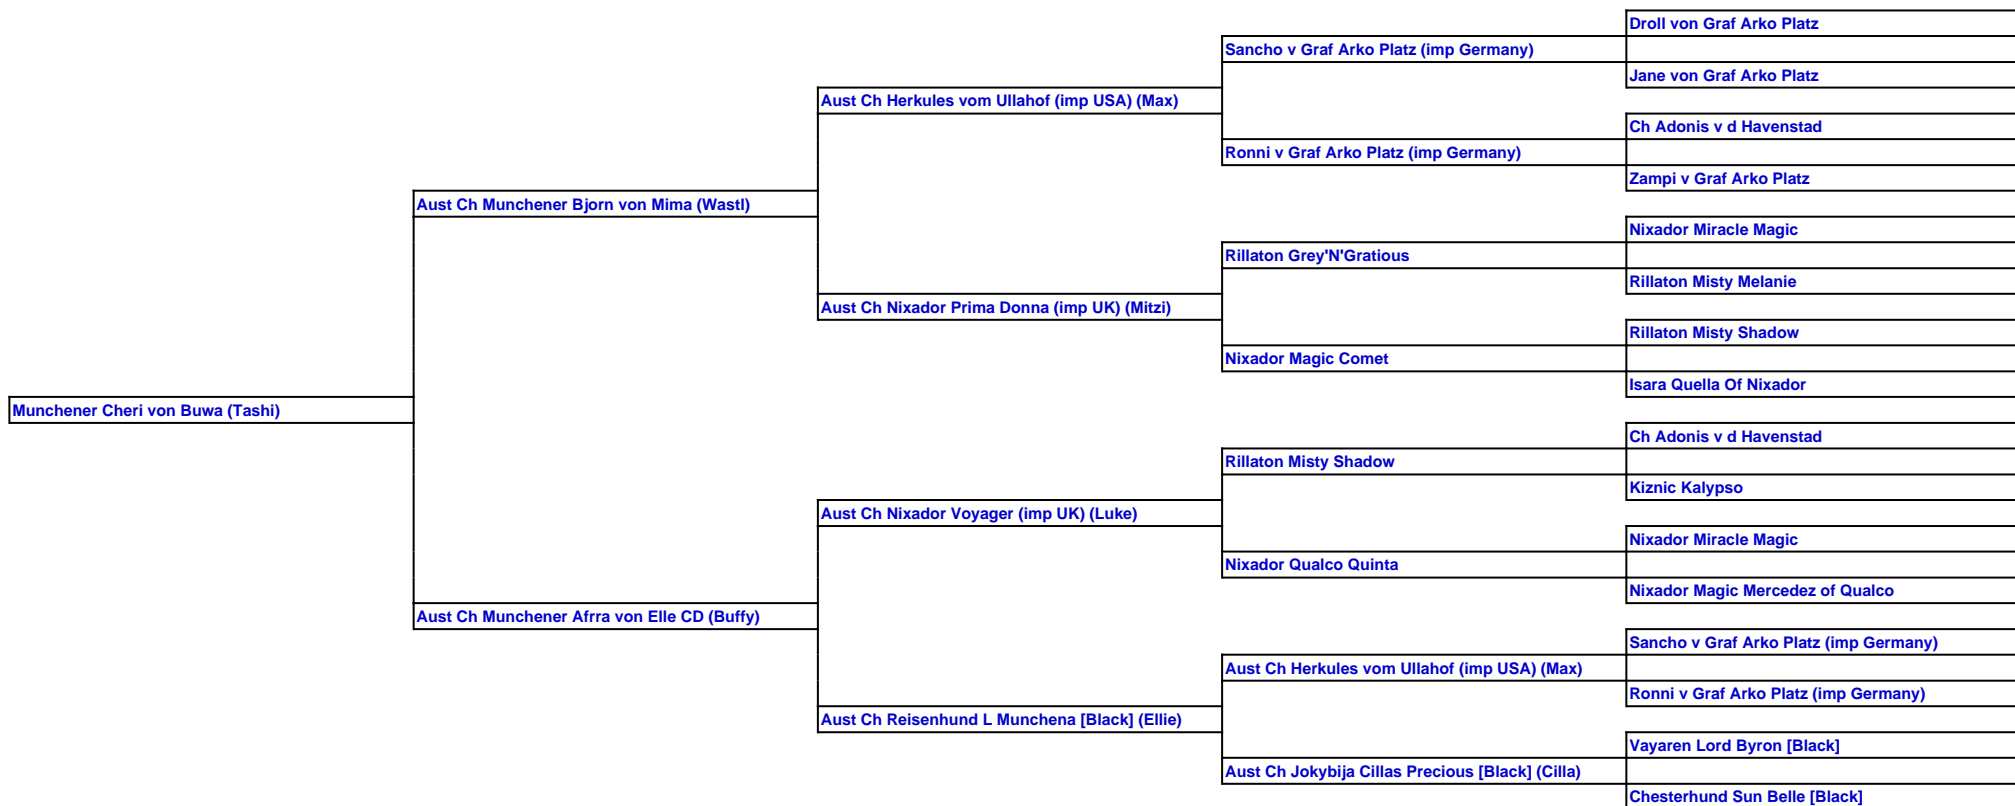 Droll von Graf Arko Platz
Sancho v Graf Arko Platz (imp Germany)
Jane von Graf Arko Platz
Aust Ch Herkules vom Ullahof (imp USA) (Max)
Ch Adonis v d Havenstad
Ronni v Graf Arko Platz (imp Germany)
Zampi v Graf Arko Platz
Aust Ch Munchener Bjorn von Mima (Wastl)
Nixador Miracle Magic
Rillaton Grey'N'Gratious
Rillaton Misty Melanie
Aust Ch Nixador Prima Donna (imp UK) (Mitzi)
Rillaton Misty Shadow
Nixador Magic Comet
Isara Quella Of Nixador
Munchener Cheri von Buwa (Tashi)
Ch Adonis v d Havenstad
Rillaton Misty Shadow
Kiznic Kalypso
Aust Ch Nixador Voyager (imp UK) (Luke)
Nixador Miracle Magic
Nixador Qualco Quinta
Nixador Magic Mercedez of Qualco
Aust Ch Munchener Afrra von Elle CD (Buffy)
Sancho v Graf Arko Platz (imp Germany)
Aust Ch Herkules vom Ullahof (imp USA) (Max)
Ronni v Graf Arko Platz (imp Germany)
Aust Ch Reisenhund L Munchena [Black] (Ellie)
Vayaren Lord Byron [Black]
Aust Ch Jokybija Cillas Precious [Black] (Cilla)
Chesterhund Sun Belle [Black]